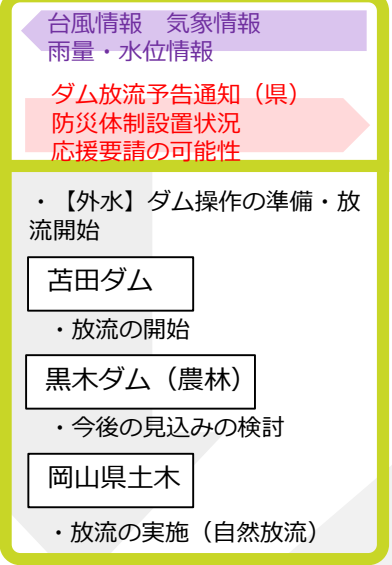 台風情報　気象情報
雨量・水位情報
ダム放流予告通知（県）
防災体制設置状況
応援要請の可能性
・【外水】ダム操作の準備・放
流開始
苫田ダム
・放流の開始
黒木ダム（農林）
・今後の見込みの検討
岡山県土木
・放流の実施（自然放流）